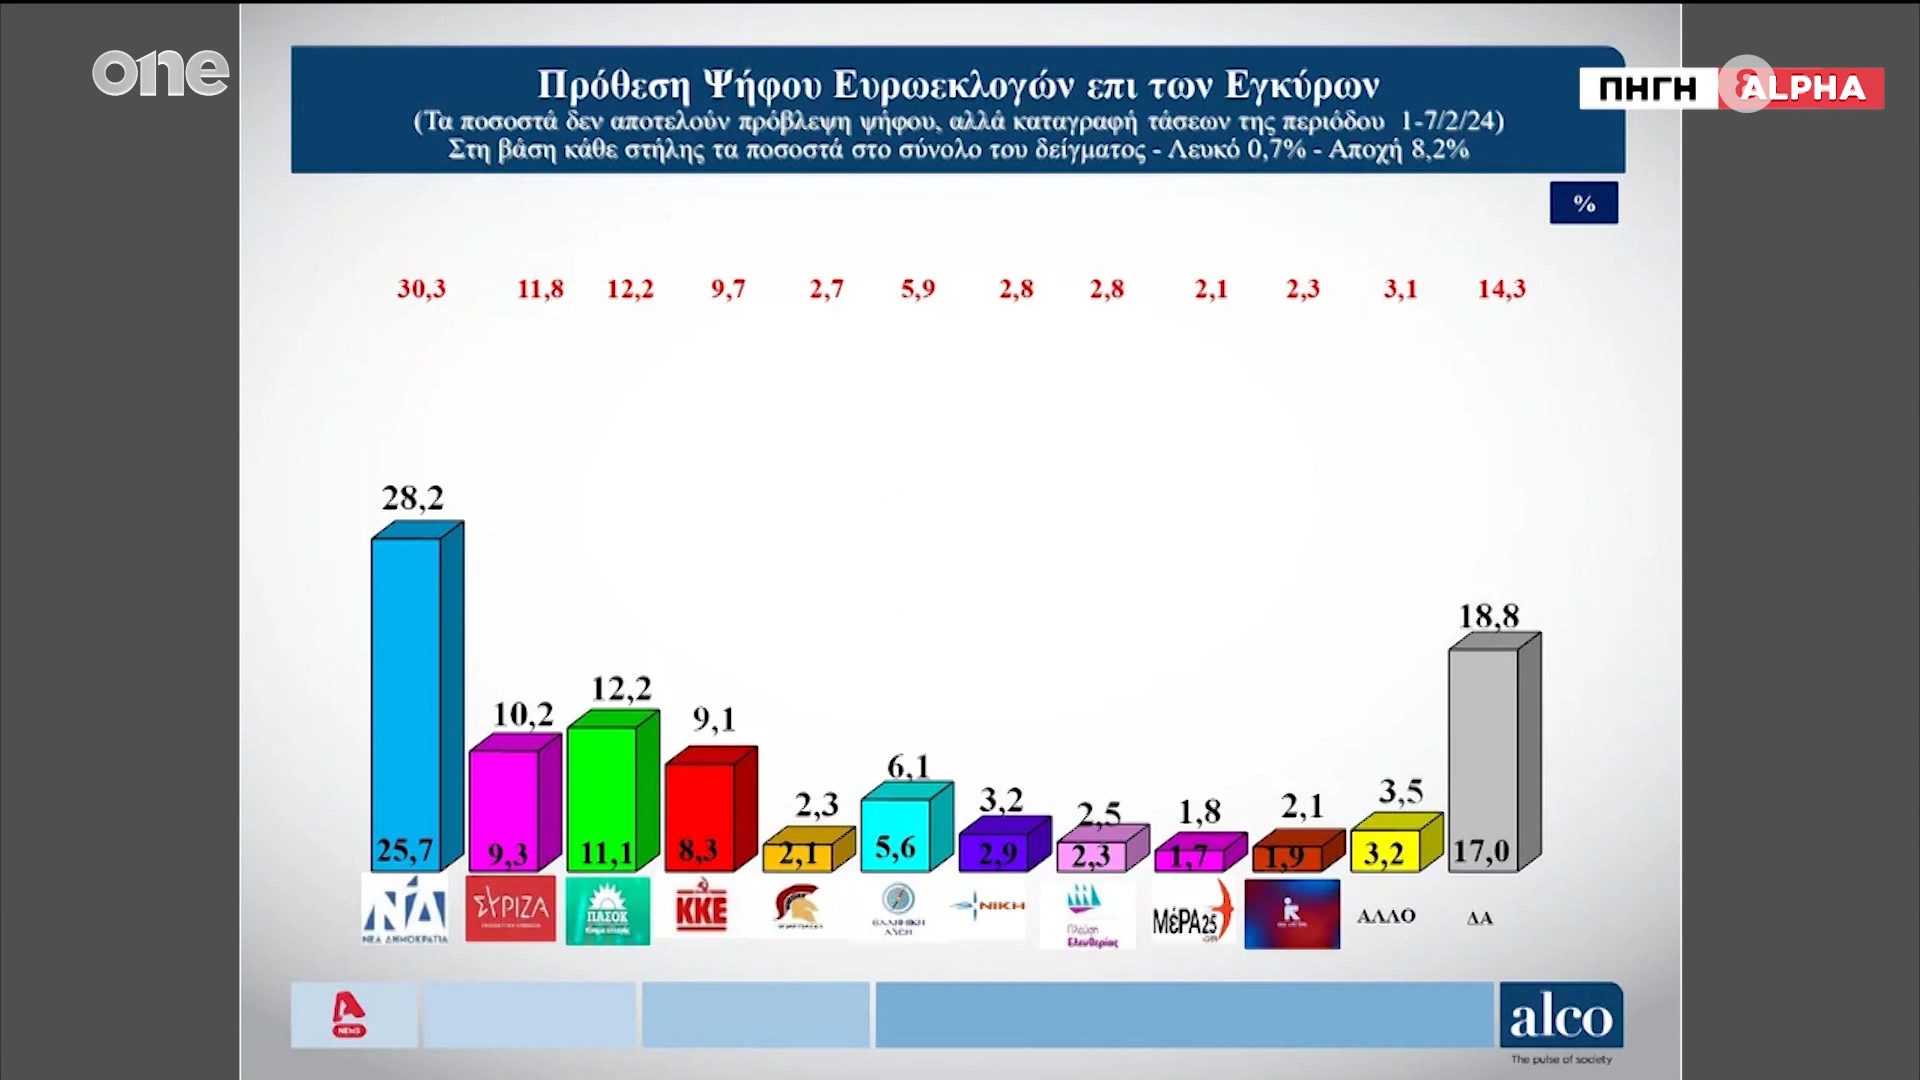 one
Πρόθεση Ψήφου Ευρωεκλογών επι των Εγκύρων
(Τα ποσοστά δεν αποτελούν πρόβλεψη ψήφου, αλλά καταγραφή τάσεων της περιόδου 1-7/2/24)
Στη βάση κάθε στήλης τα ποσοστά στο σύνολο του δείγματος - Λευκό 0,7% - Αποχή 8,2%
ΠΗΓΗ ALPHA
%
30,3 11,8 12,2 9,7 2,7 5,9 2,8 2,8 2,1 2,3 3,1 14,3
28,2 10,2 12,2 9,1 2,3 6,1 3,2 2,5 1,8 2,1 3,5 18,8
25,7 9,3 11,1 8,3 2,1 5,6 2,9 2,3 1,7 1,9 3,2 17,0
ΝΔ
ΝΕΑ ΔΗΜΟΚΡΑΤΙΑ
ΣΥΡΙΖΑ
ΠΑΣΟΚ
ΚΚΕ
ΕΛΛΗΝΙΚΗ
ΛΥΣΗ
ΝΙΚΗ
Πλεύση
Ελευθερίας
ΜέΡΑ25
ΑΛΛΟ
ΔΑ
NEWS
alco
The pulse of society